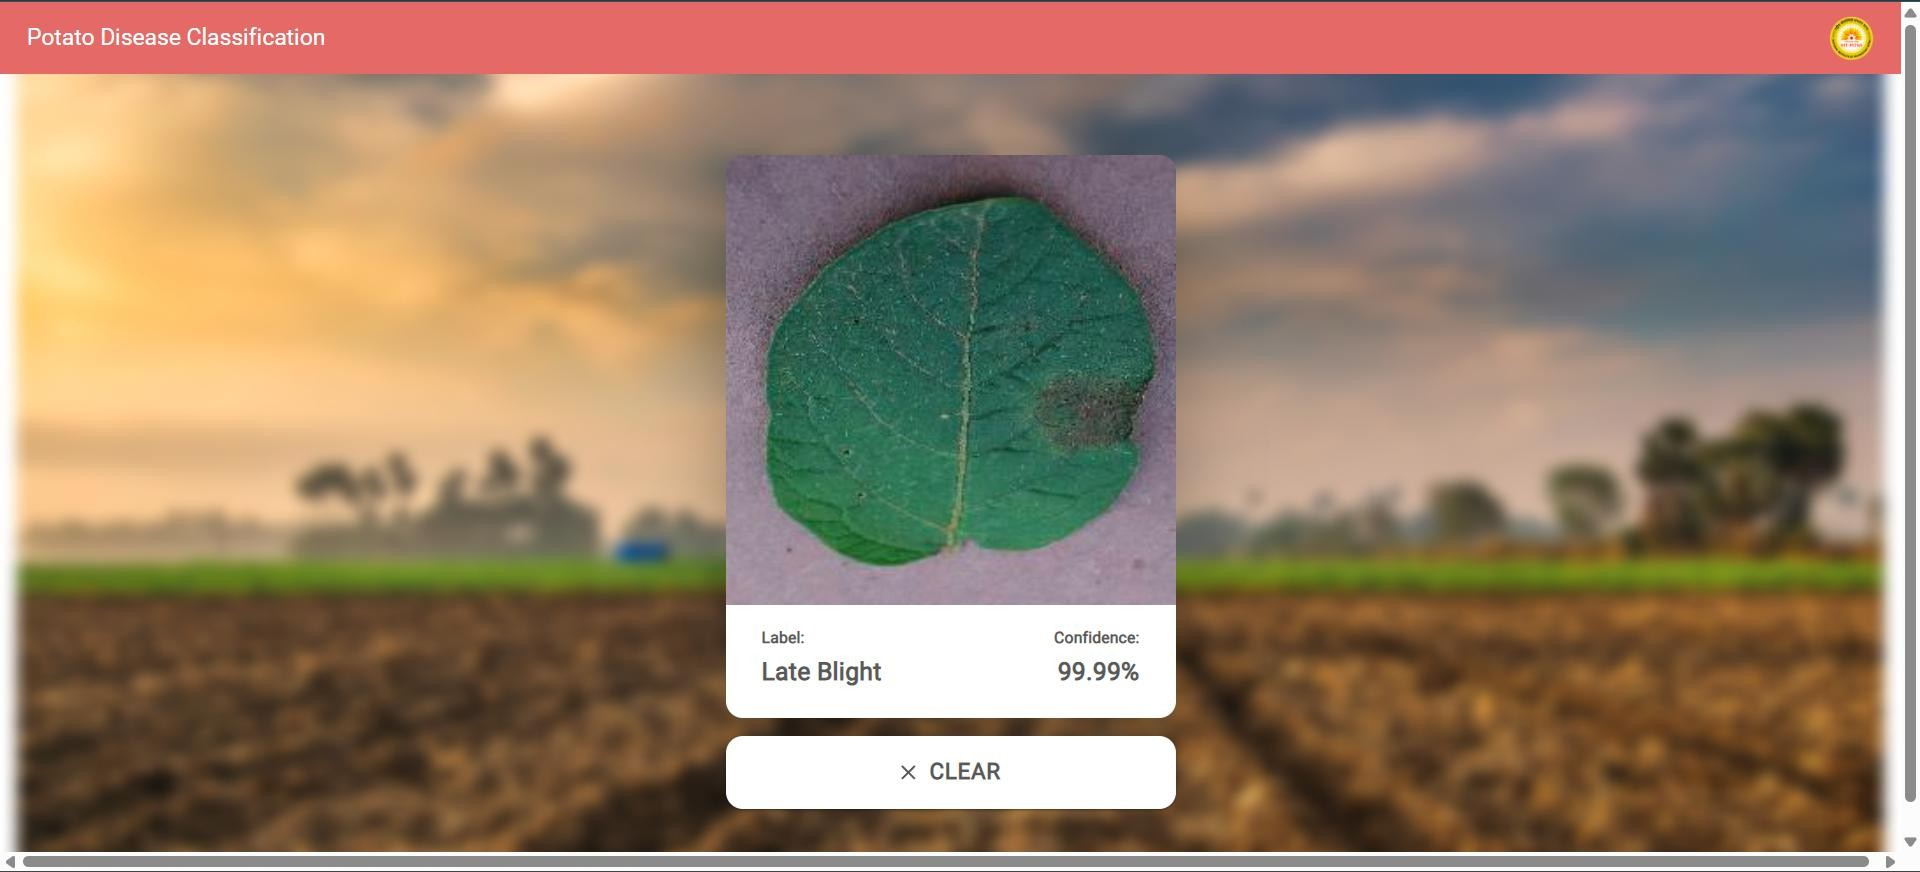 Potato Disease Classification
Label:
Confidence:
Late Blight
99.99%
CLEAR